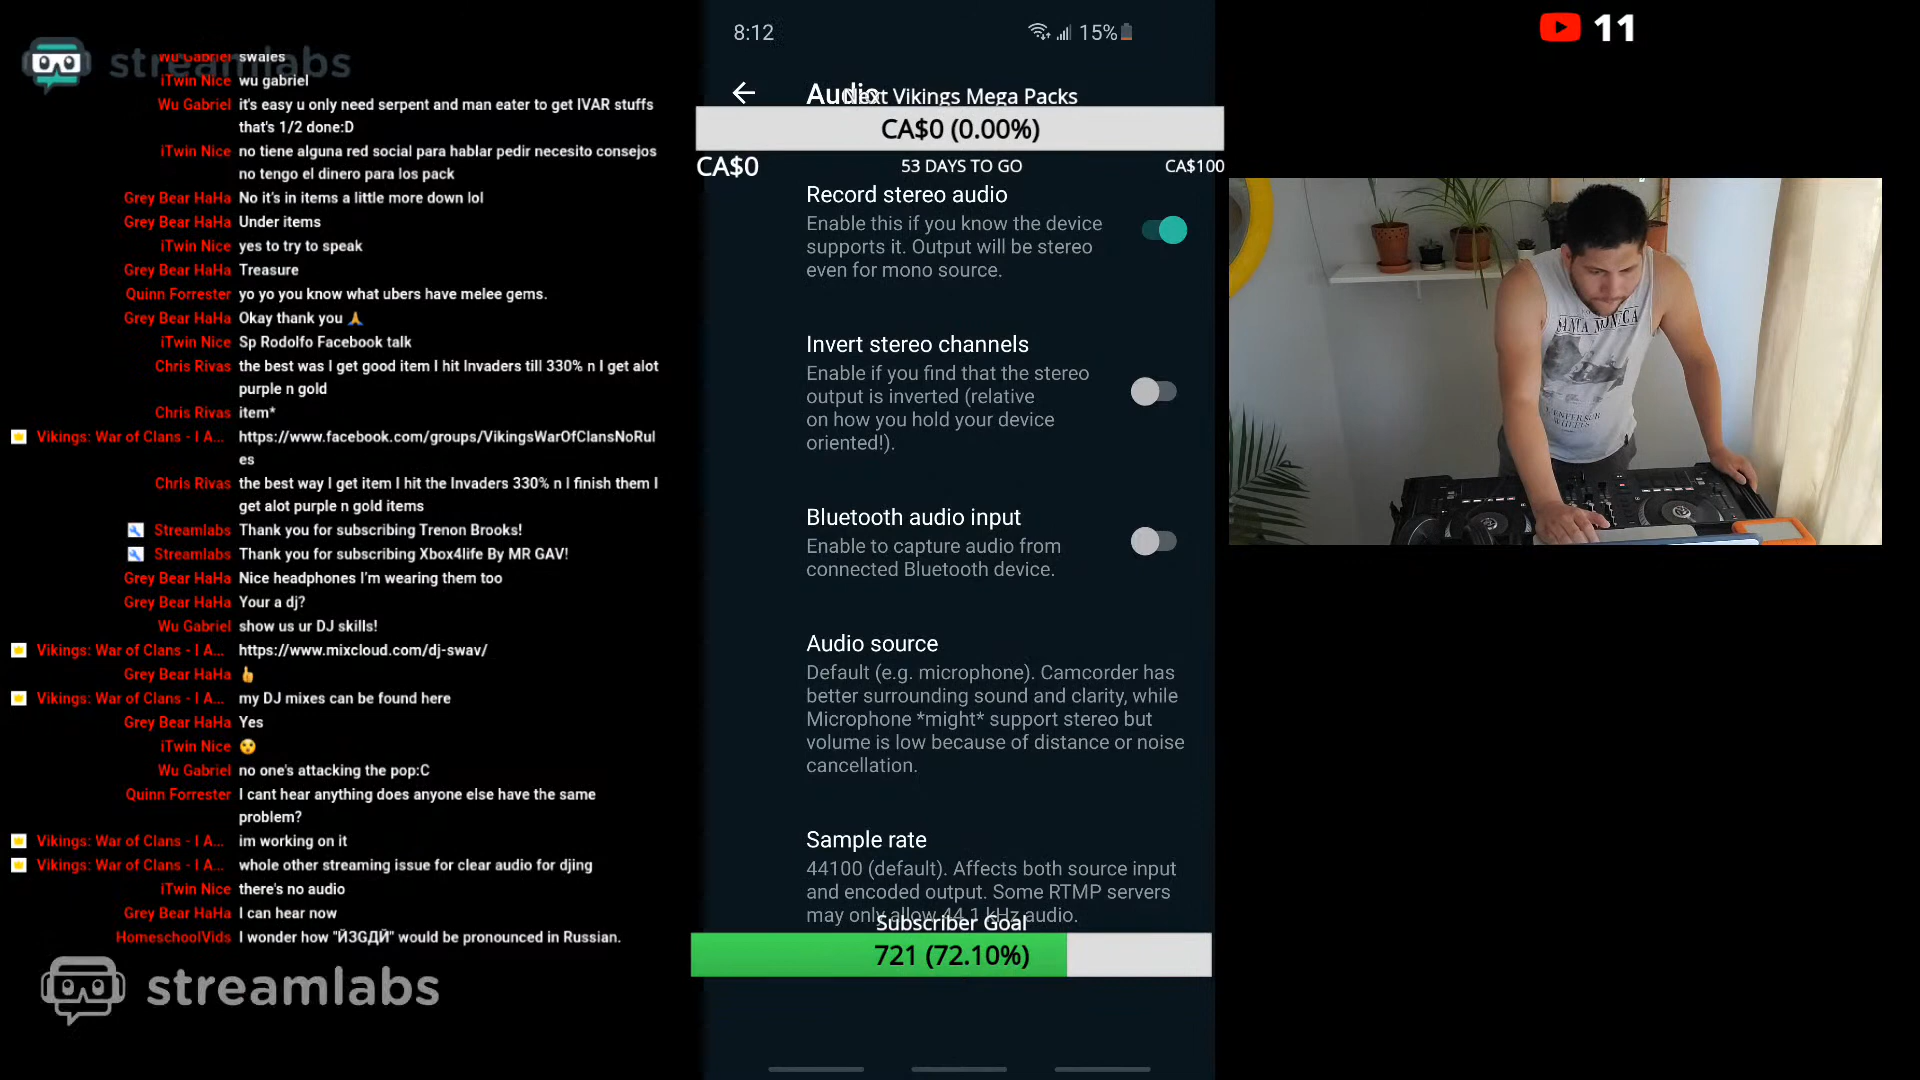 streamlabs
Wu Gabriel swales
iTwin Nice wu gabriel
Wu Gabriel it's easy u only need serpent and man eater to get IVAR stuffs
that's 1/2 done:D
iTwin Nice no tiene alguna red social para hablar pedir necesito consejos
no tengo el dinero para los pack
Grey Bear HaHa No it's in items a little more down lol
Grey Bear HaHa Under items
iTwin Nice yes to try to speak
Grey Bear HaHa Treasure
Quinn Forrester yo yo you know what ubers have melee gems.
Grey Bear HaHa Okay thank you 🙏
iTwin Nice Sp Rodolfo Facebook talk
Chris Rivas the best was I get good item I hit Invaders till 330% n I get alot
purple n gold
Chris Rivas item*
Vikings: War of Clans - I A... https://www.facebook.com/groups/VikingsWarOfClansNoRul
es
Chris Rivas the best way I get item I hit the Invaders 330% n I finish them I
get alot purple n gold items
Streamlabs Thank you for subscribing Trenon Brooks!
Streamlabs Thank you for subscribing Xbox4life By MR GAV!
Grey Bear HaHa Nice headphones I'm wearing them too
Grey Bear HaHa Your a dj?
Wu Gabriel show us ur DJ skills!
Vikings: War of Clans - I A... https://www.mixcloud.com/dj-swav/
Grey Bear HaHa 👍
Vikings: War of Clans - I A... my DJ mixes can be found here
Grey Bear HaHa Yes
iTwin Nice 😲
Wu Gabriel no one's attacking the pop:C
Quinn Forrester I cant hear anything does anyone else have the same
problem?
Vikings: War of Clans - I A... im working on it
Vikings: War of Clans - I A... whole other streaming issue for clear audio for djing
iTwin Nice there's no audio
Grey Bear HaHa I can hear now
HomeschoolVids I wonder how "ЙЗGДЙ" would be pronounced in Russian.
streamlabs
8:12 15%
Audio
Next Vikings Mega Packs
CA$0 (0.00%)
CA$0 53 DAYS TO GO CA$100
Record stereo audio
Enable this if you know the device
supports it. Output will be stereo
even for mono source.
Invert stereo channels
Enable if you find that the stereo
output is inverted (relative
on how you hold your device
oriented!).
Bluetooth audio input
Enable to capture audio from
connected Bluetooth device.
Audio source
Default (e.g. microphone). Camcorder has
better surrounding sound and clarity, while
Microphone *might* support stereo but
volume is low because of distance or noise
cancellation.
Sample rate
44100 (default). Affects both source input
and encoded output. Some RTMP servers
may only allow 44.1 kHz audio.
Subscriber Goal
721 (72.10%)
11
SANTA MONICA